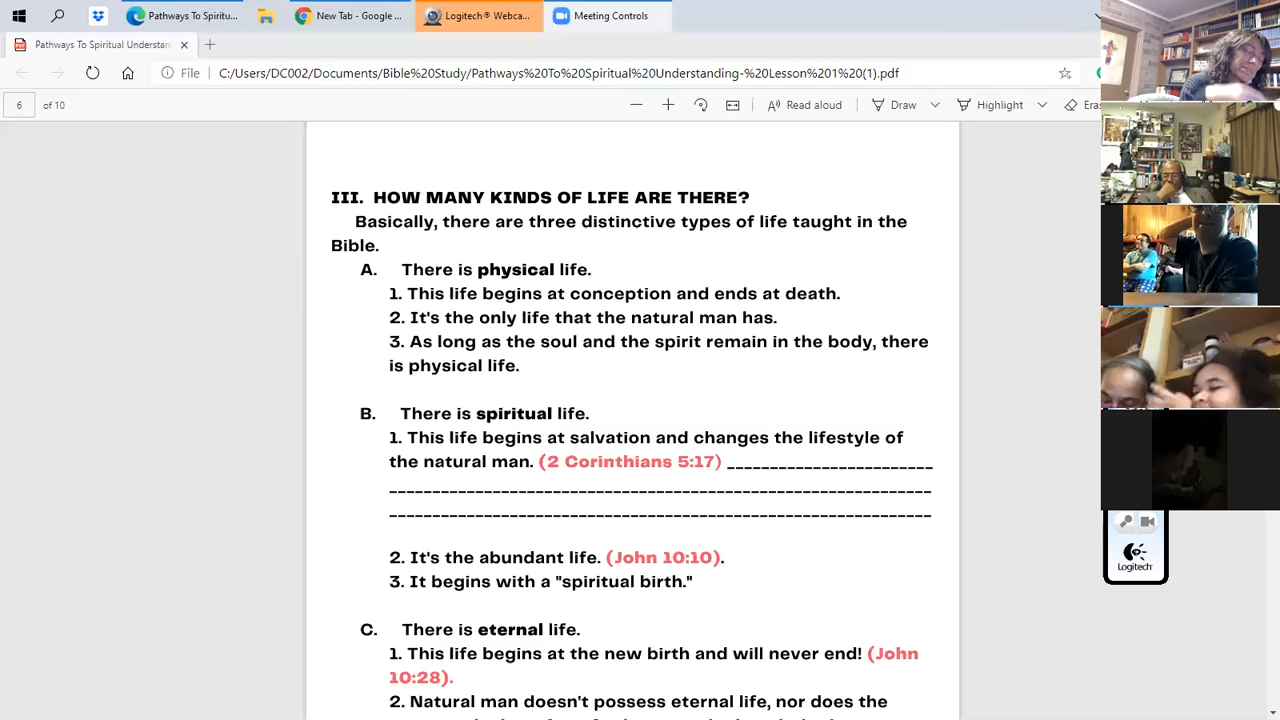 Pathways To Spiritu...
New Tab - Google ...
Logitech® Webca...
Meeting Controls
Pathways To Spiritual Understan
File
C:/Users/DC002/Documents/Bible%20Study/Pathways%20To%20Spiritual%20Understanding-%20Lesson%201%20(1).pdf
6 of 10
Read aloud
Draw
Highlight
Eras
III. HOW MANY KINDS OF LIFE ARE THERE?
Basically, there are three distinctive types of life taught in the
Bible.
A. There is physical life.
1. This life begins at conception and ends at death.
2. It's the only life that the natural man has.
3. As long as the soul and the spirit remain in the body, there
is physical life.
B. There is spiritual life.
1. This life begins at salvation and changes the lifestyle of
the natural man. (2 Corinthians 5:17) ________________________
_______________________________________________________________
_______________________________________________________________
2. It's the abundant life. (John 10:10).
3. It begins with a "spiritual birth."
C. There is eternal life.
1. This life begins at the new birth and will never end! (John
10:28).
2. Natural man doesn't possess eternal life, nor does the
Logitech